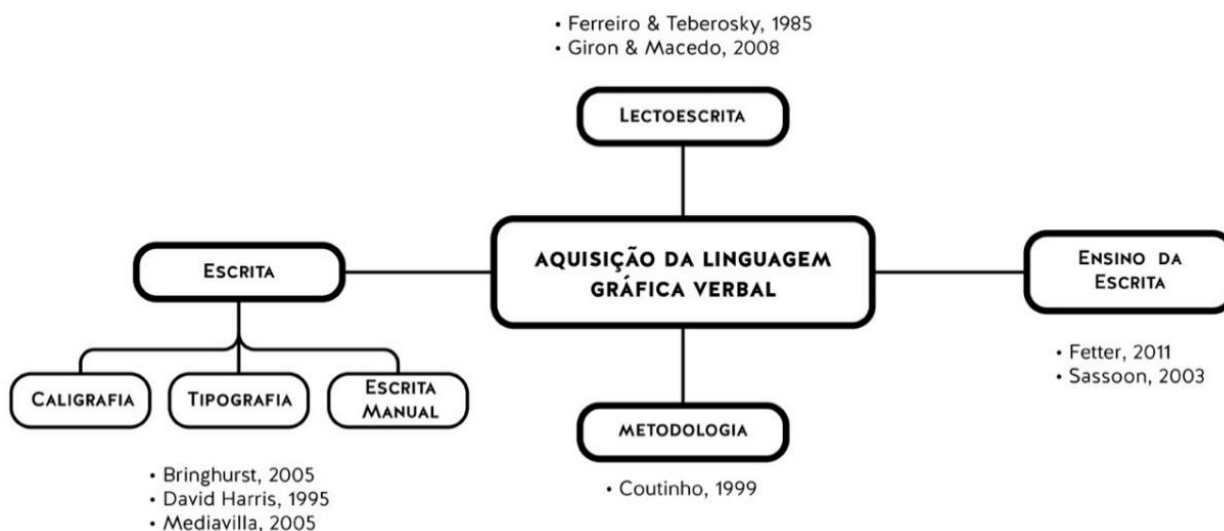 • Ferreiro & Teberosky, 1985
• Giron & Macedo, 2008
LECTOESCRITA
AQUISIÇÃO DA LINGUAGEM
GRÁFICA VERBAL
ESCRITA
ENSINO DA
ESCRITA
• Fetter, 2011
• Sassoon, 2003
CALIGRAFIA
TIPOGRAFIA
ESCRITA
MANUAL
METODOLOGIA
• Bringhurst, 2005
• David Harris, 1995
• Mediavilla, 2005
• Coutinho, 1999